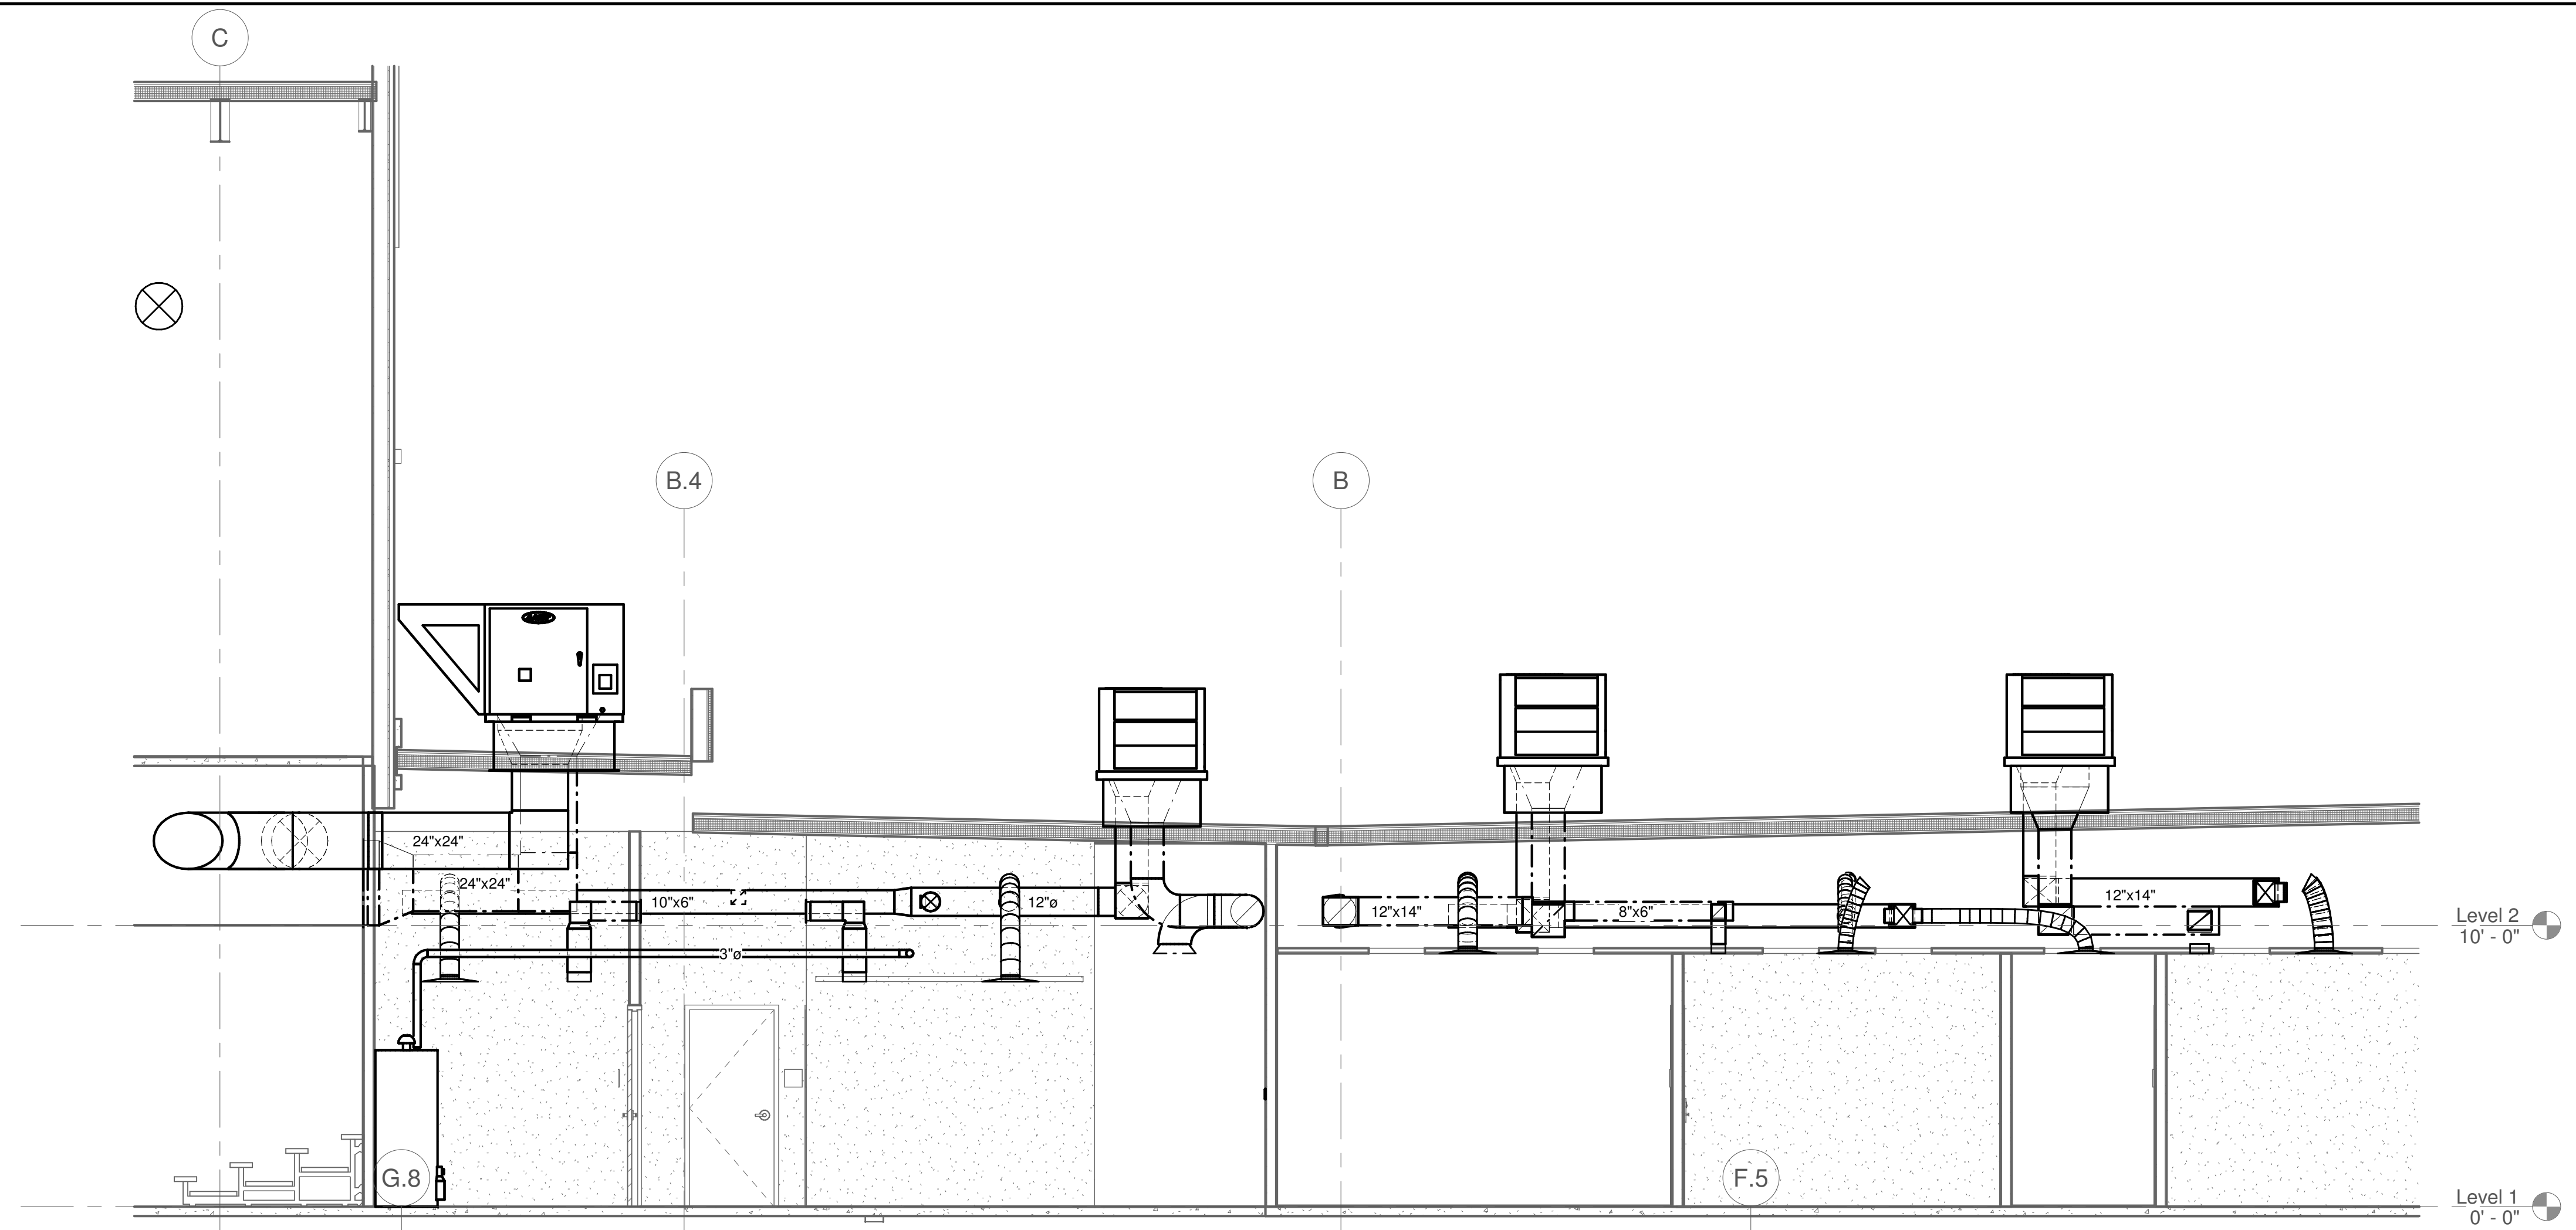 C
B.4
B
24"x24"
24"x24"
10"x6"
12"ø
12"x14"
8"x6"
12"x14"
Level 2
10' - 0"
3"ø
G.8
F.5
Level 1
0' - 0"